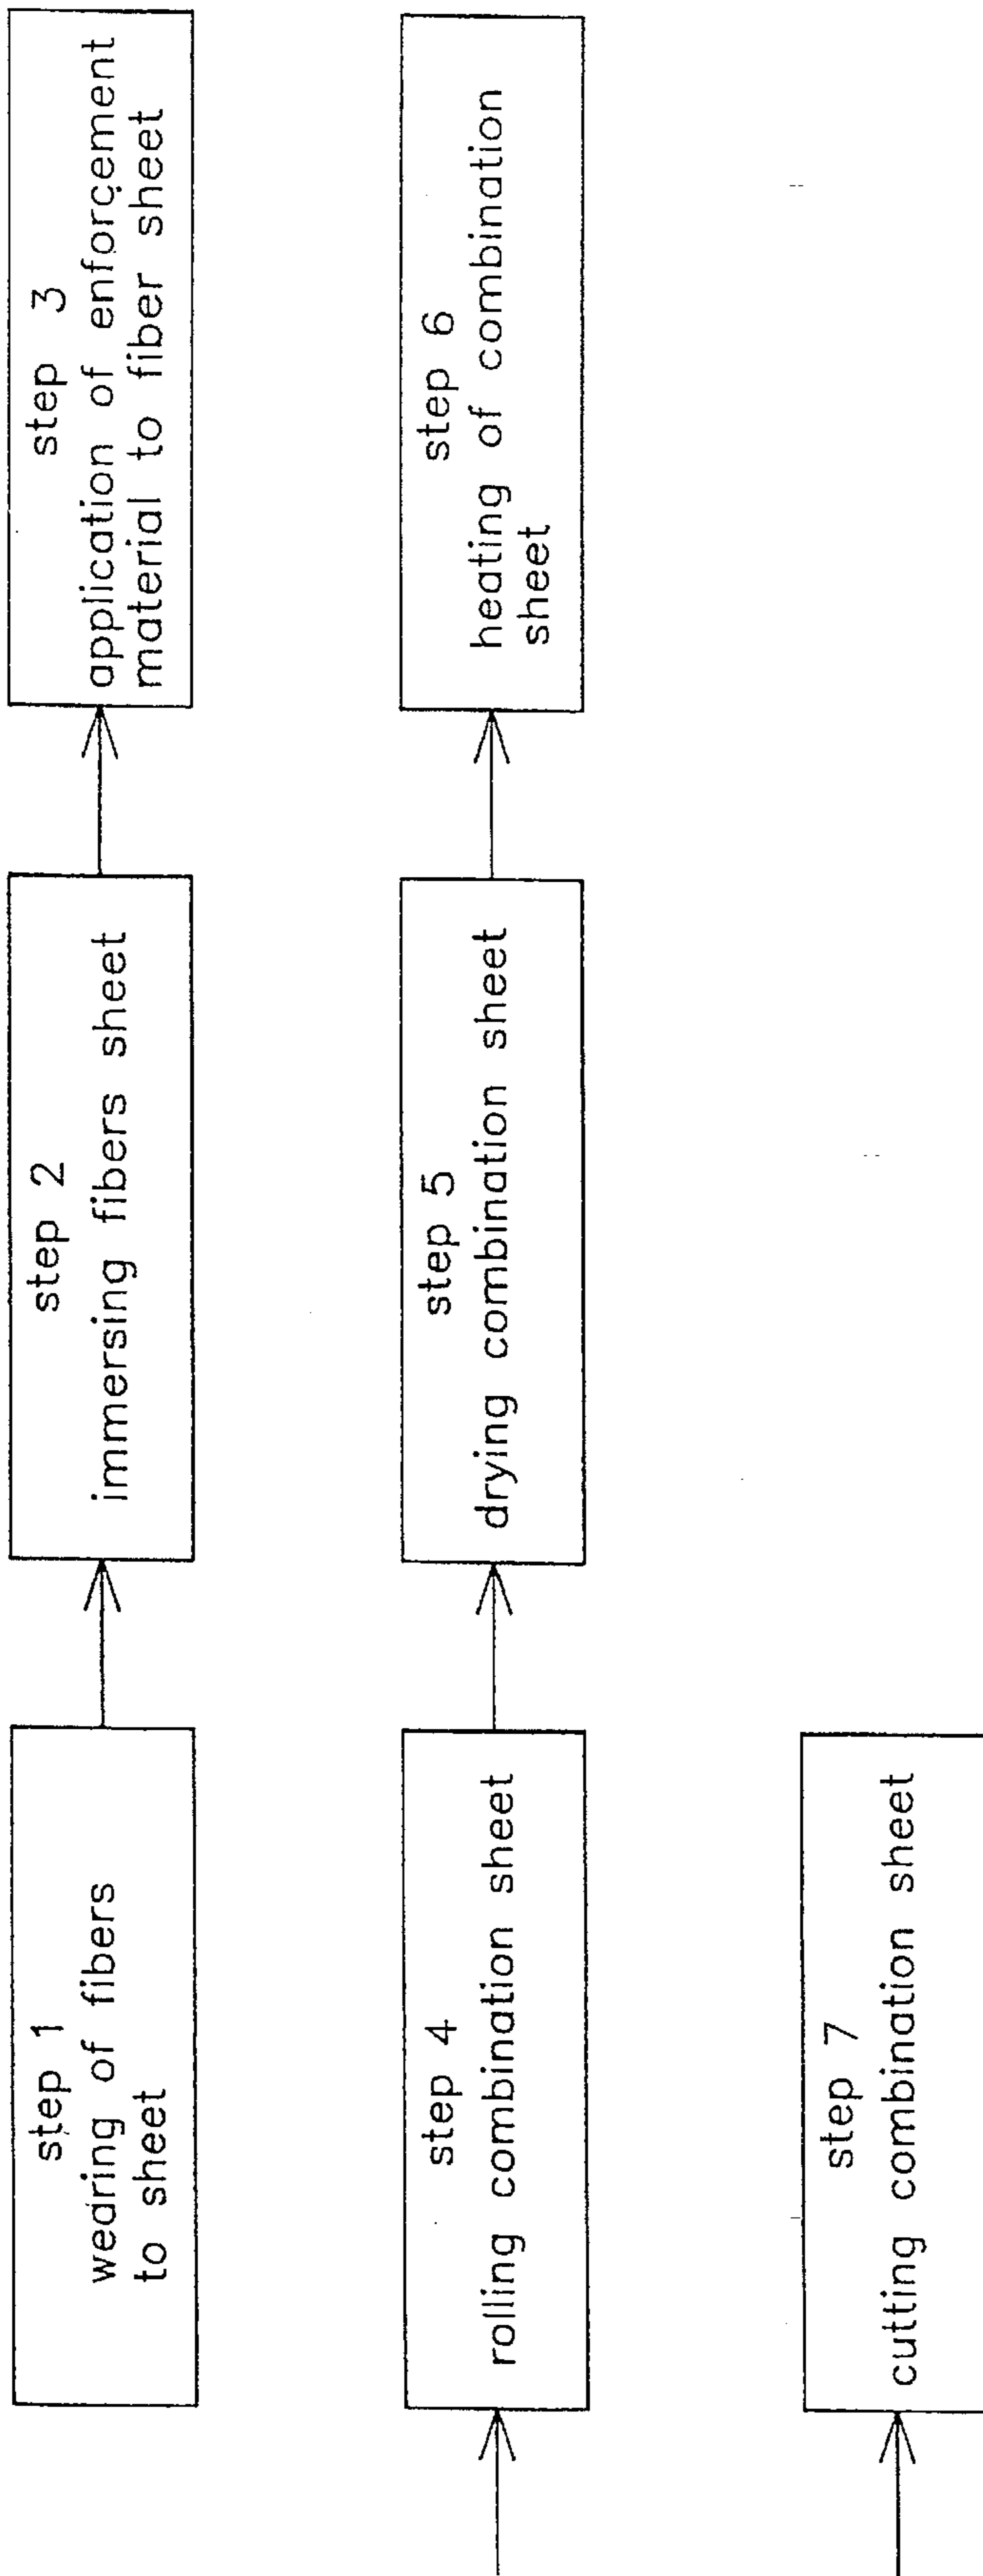 step 1
wearing of fibers
to sheet
step 2
immersing fibers sheet
step 3
application of enforcement
material to fiber sheet
step 4
rolling combination sheet
step 5
drying combination sheet
step 6
heating of combination
sheet
step 7
cutting combination sheet